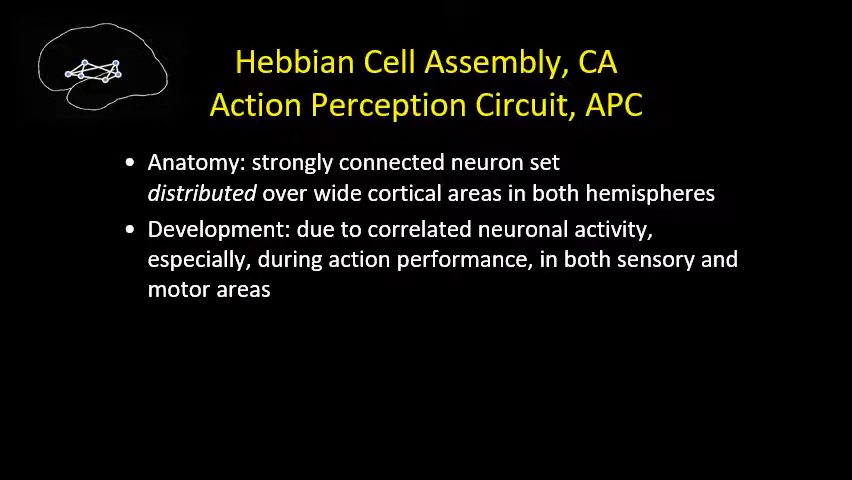 Hebbian Cell Assembly, CA
Action Perception Circuit, APC
• Anatomy: strongly connected neuron set
distributed over wide cortical areas in both hemispheres
• Development: due to correlated neuronal activity,
especially, during action performance, in both sensory and
motor areas